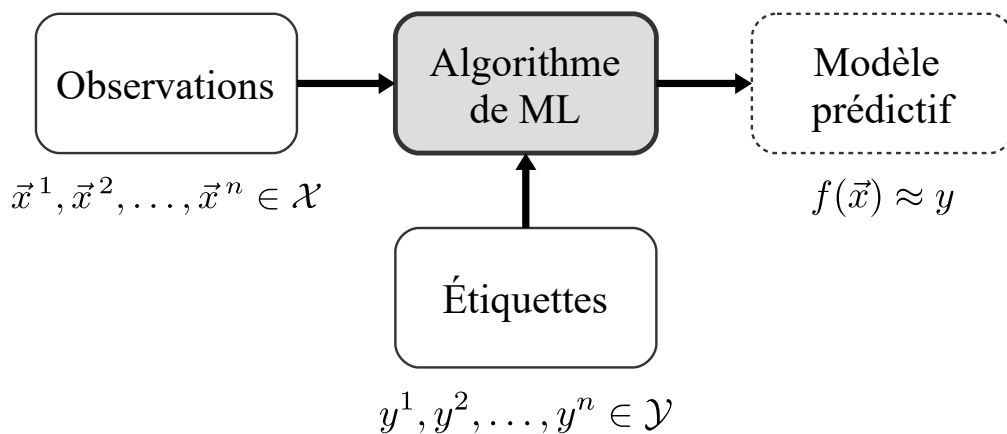 Observations
Algorithme
de ML
Modèle
prédictif
x⃗ ¹, x⃗ ², . . . , x⃗ ⁿ ∈ 𝒳
f(x⃗) ≈ y
Étiquettes
y¹, y², . . . , yⁿ ∈ 𝒴